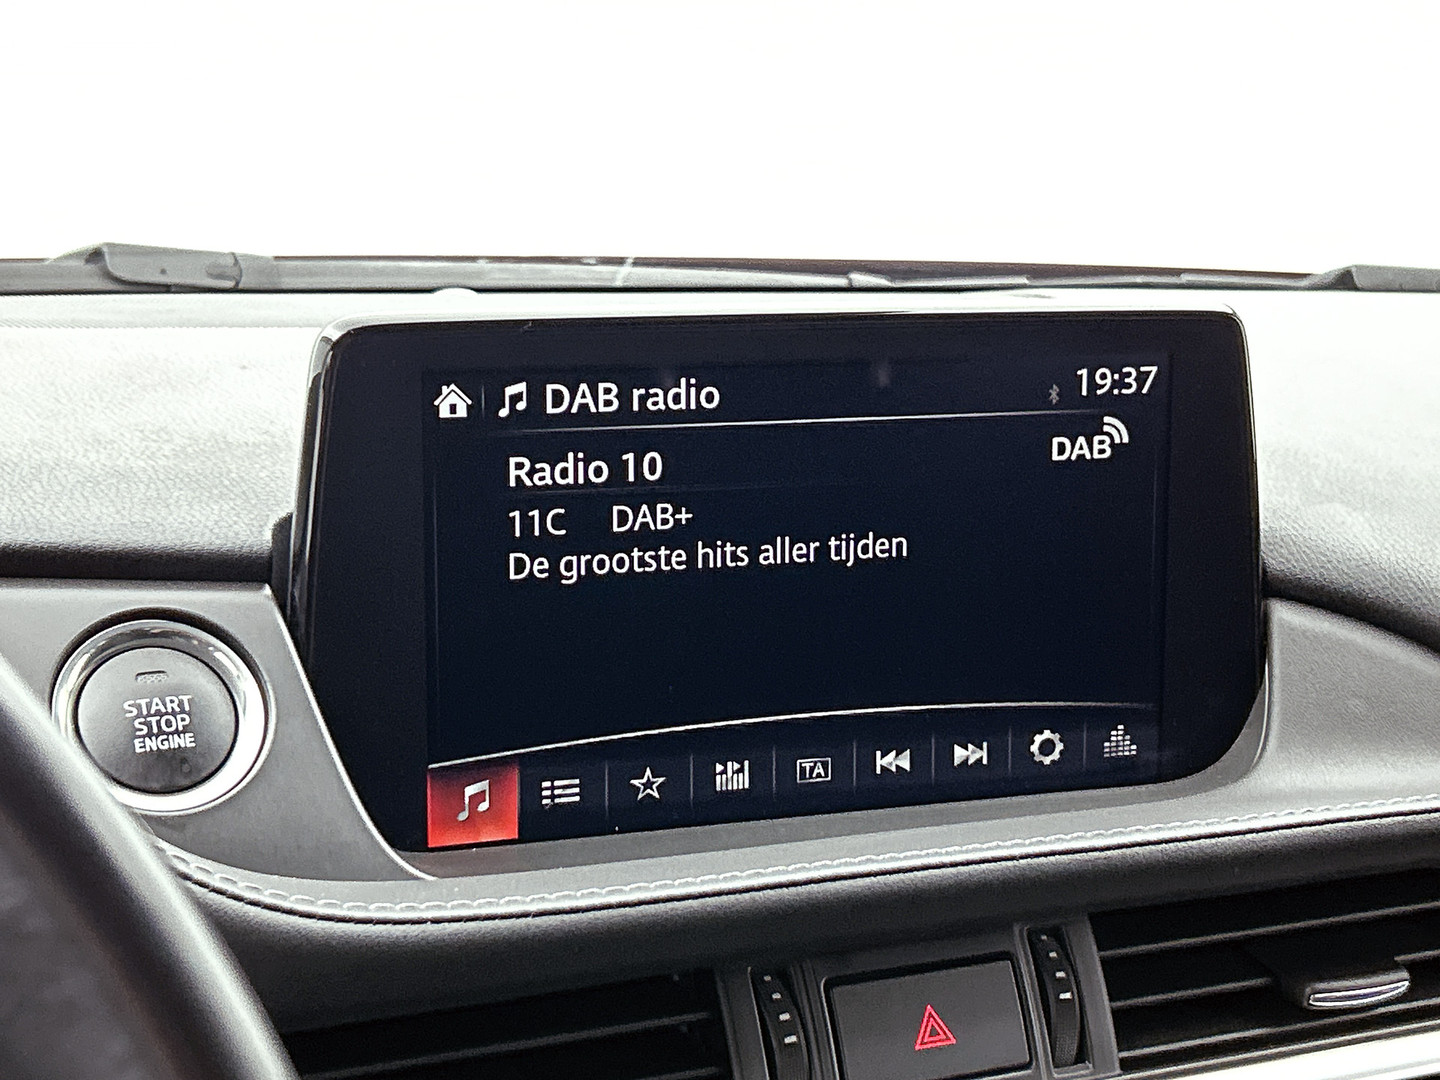 DAB radio
19:37
DAB
Radio 10
11C DAB+
De grootste hits aller tijden
TA
START
STOP
ENGINE